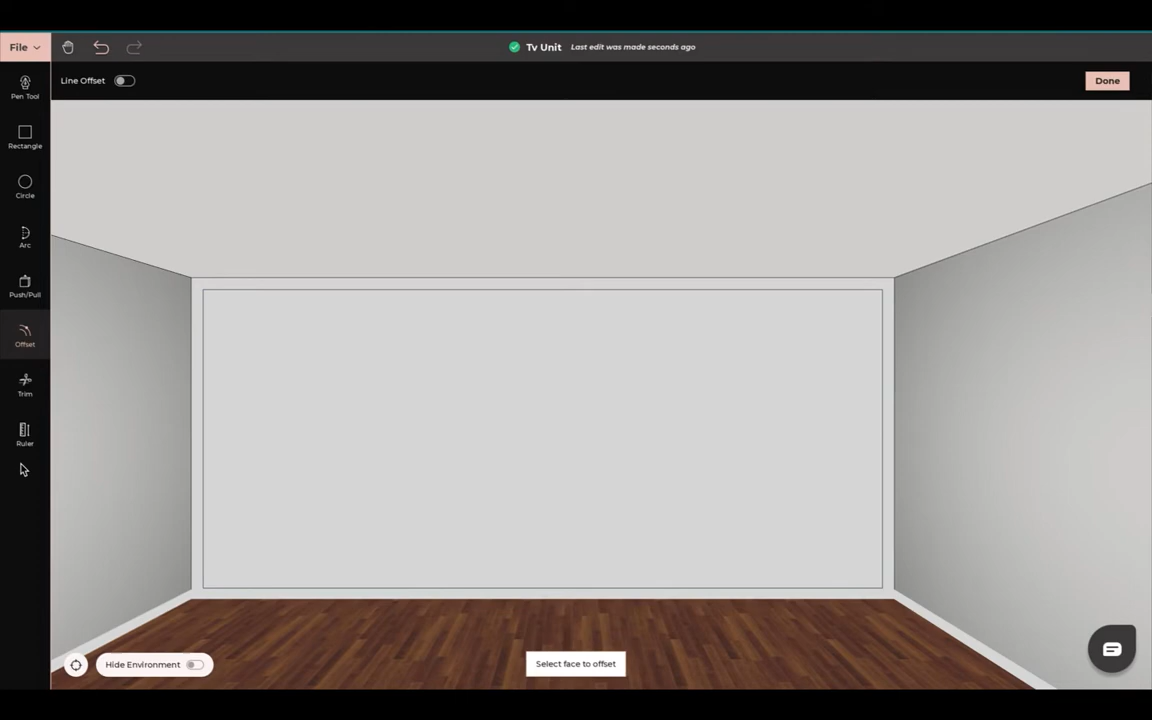 File
Tv Unit
Last edit was made seconds ago
Line Offset
Done
Pen Tool
Rectangle
Circle
Arc
Push/Pull
Offset
Trim
Ruler
Hide Environment
Select face to offset